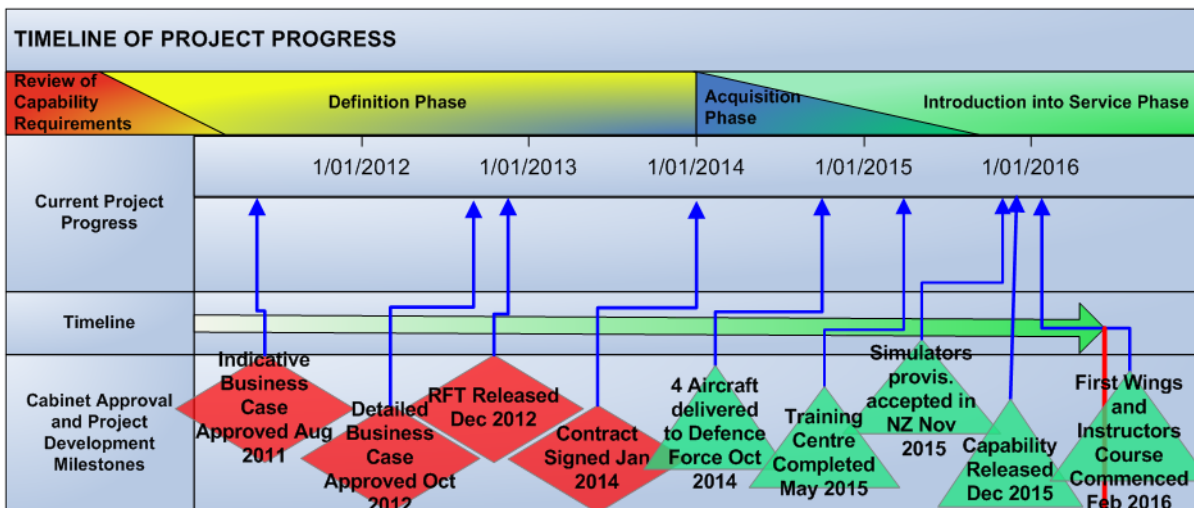 TIMELINE OF PROJECT PROGRESS
Review of
Capability
Requirements
Definition Phase
Acquisition
Phase
Introduction into Service Phase
1/01/2012
1/01/2013
1/01/2014
1/01/2015
1/01/2016
Current Project
Progress
Timeline
Cabinet Approval
and Project
Development
Milestones
Indicative
Business
Case
Approved Aug
2011
Detailed
Business
Case
Approved Oct
2012
RFT Released
Dec 2012
Contract
Signed Jan
2014
4 Aircraft
delivered
to Defence
Force Oct
2014
Training
Centre
Completed
May 2015
Simulators
provis.
accepted in
NZ Nov
2015
Capability
Released
Dec 2015
First Wings
and
Instructors
Course
Commenced
Feb 2016